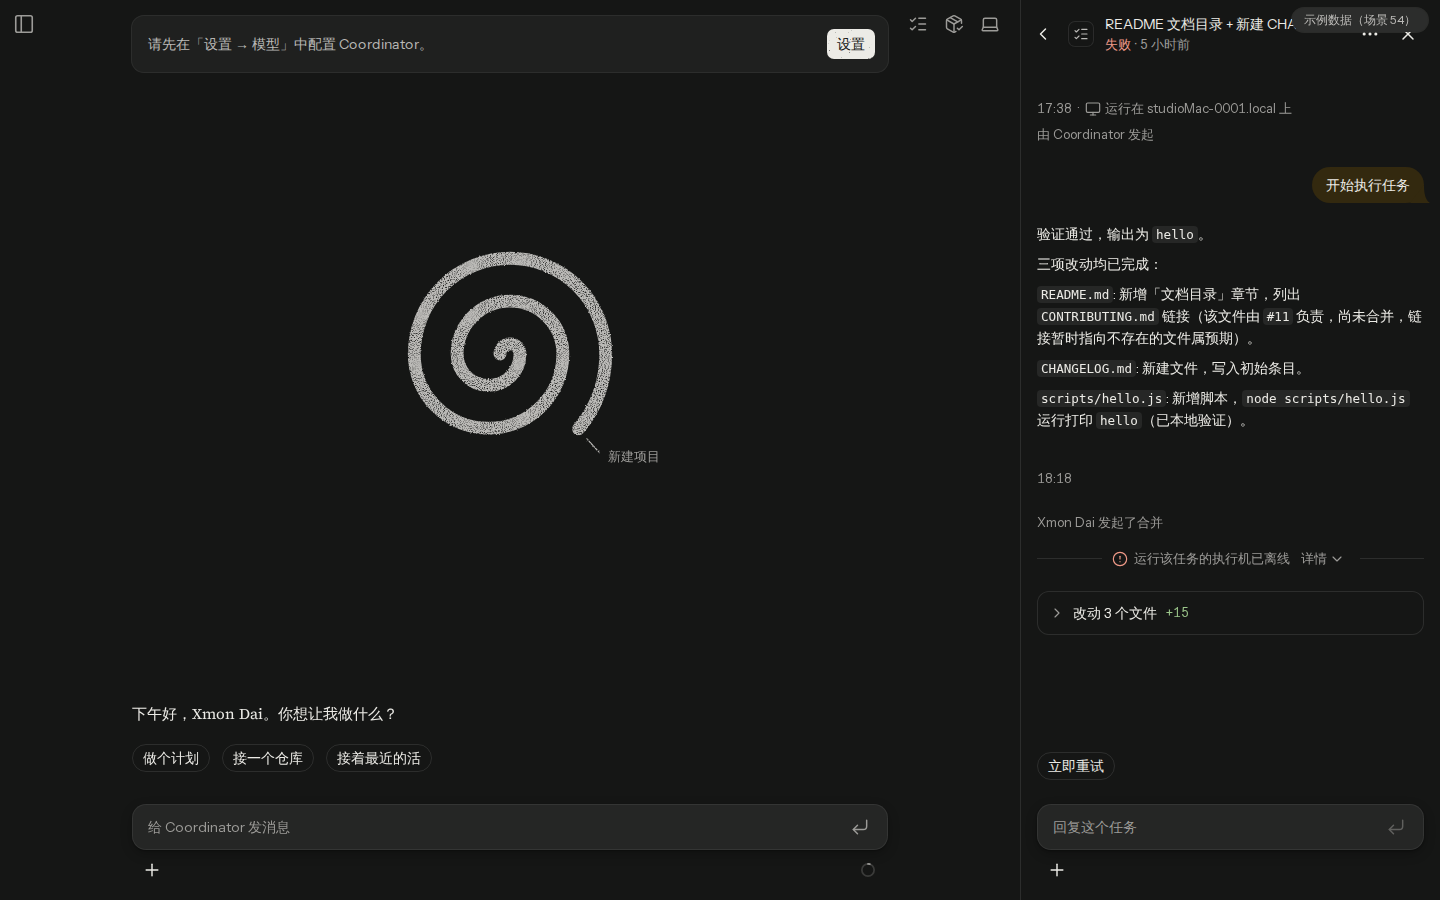 请先在「设置 → 模型」中配置 Coordinator。
设置
新建项目
下午好，Xmon Dai。你想让我做什么？
做个计划
接一个仓库
接着最近的活
给 Coordinator 发消息
README 文档目录 + 新建 CHA
示例数据（场景 54）
失败 · 5 小时前
17:38 · 运行在 studioMac-0001.local 上
由 Coordinator 发起
开始执行任务
验证通过，输出为 hello。
三项改动均已完成：
README.md: 新增「文档目录」章节，列出
CONTRIBUTING.md 链接（该文件由 #11 负责，尚未合并，链
接暂时指向不存在的文件属预期）。
CHANGELOG.md: 新建文件，写入初始条目。
scripts/hello.js: 新增脚本，node scripts/hello.js
运行打印 hello（已本地验证）。
18:18
Xmon Dai 发起了合并
运行该任务的执行机已离线 详情
改动 3 个文件 +15
立即重试
回复这个任务